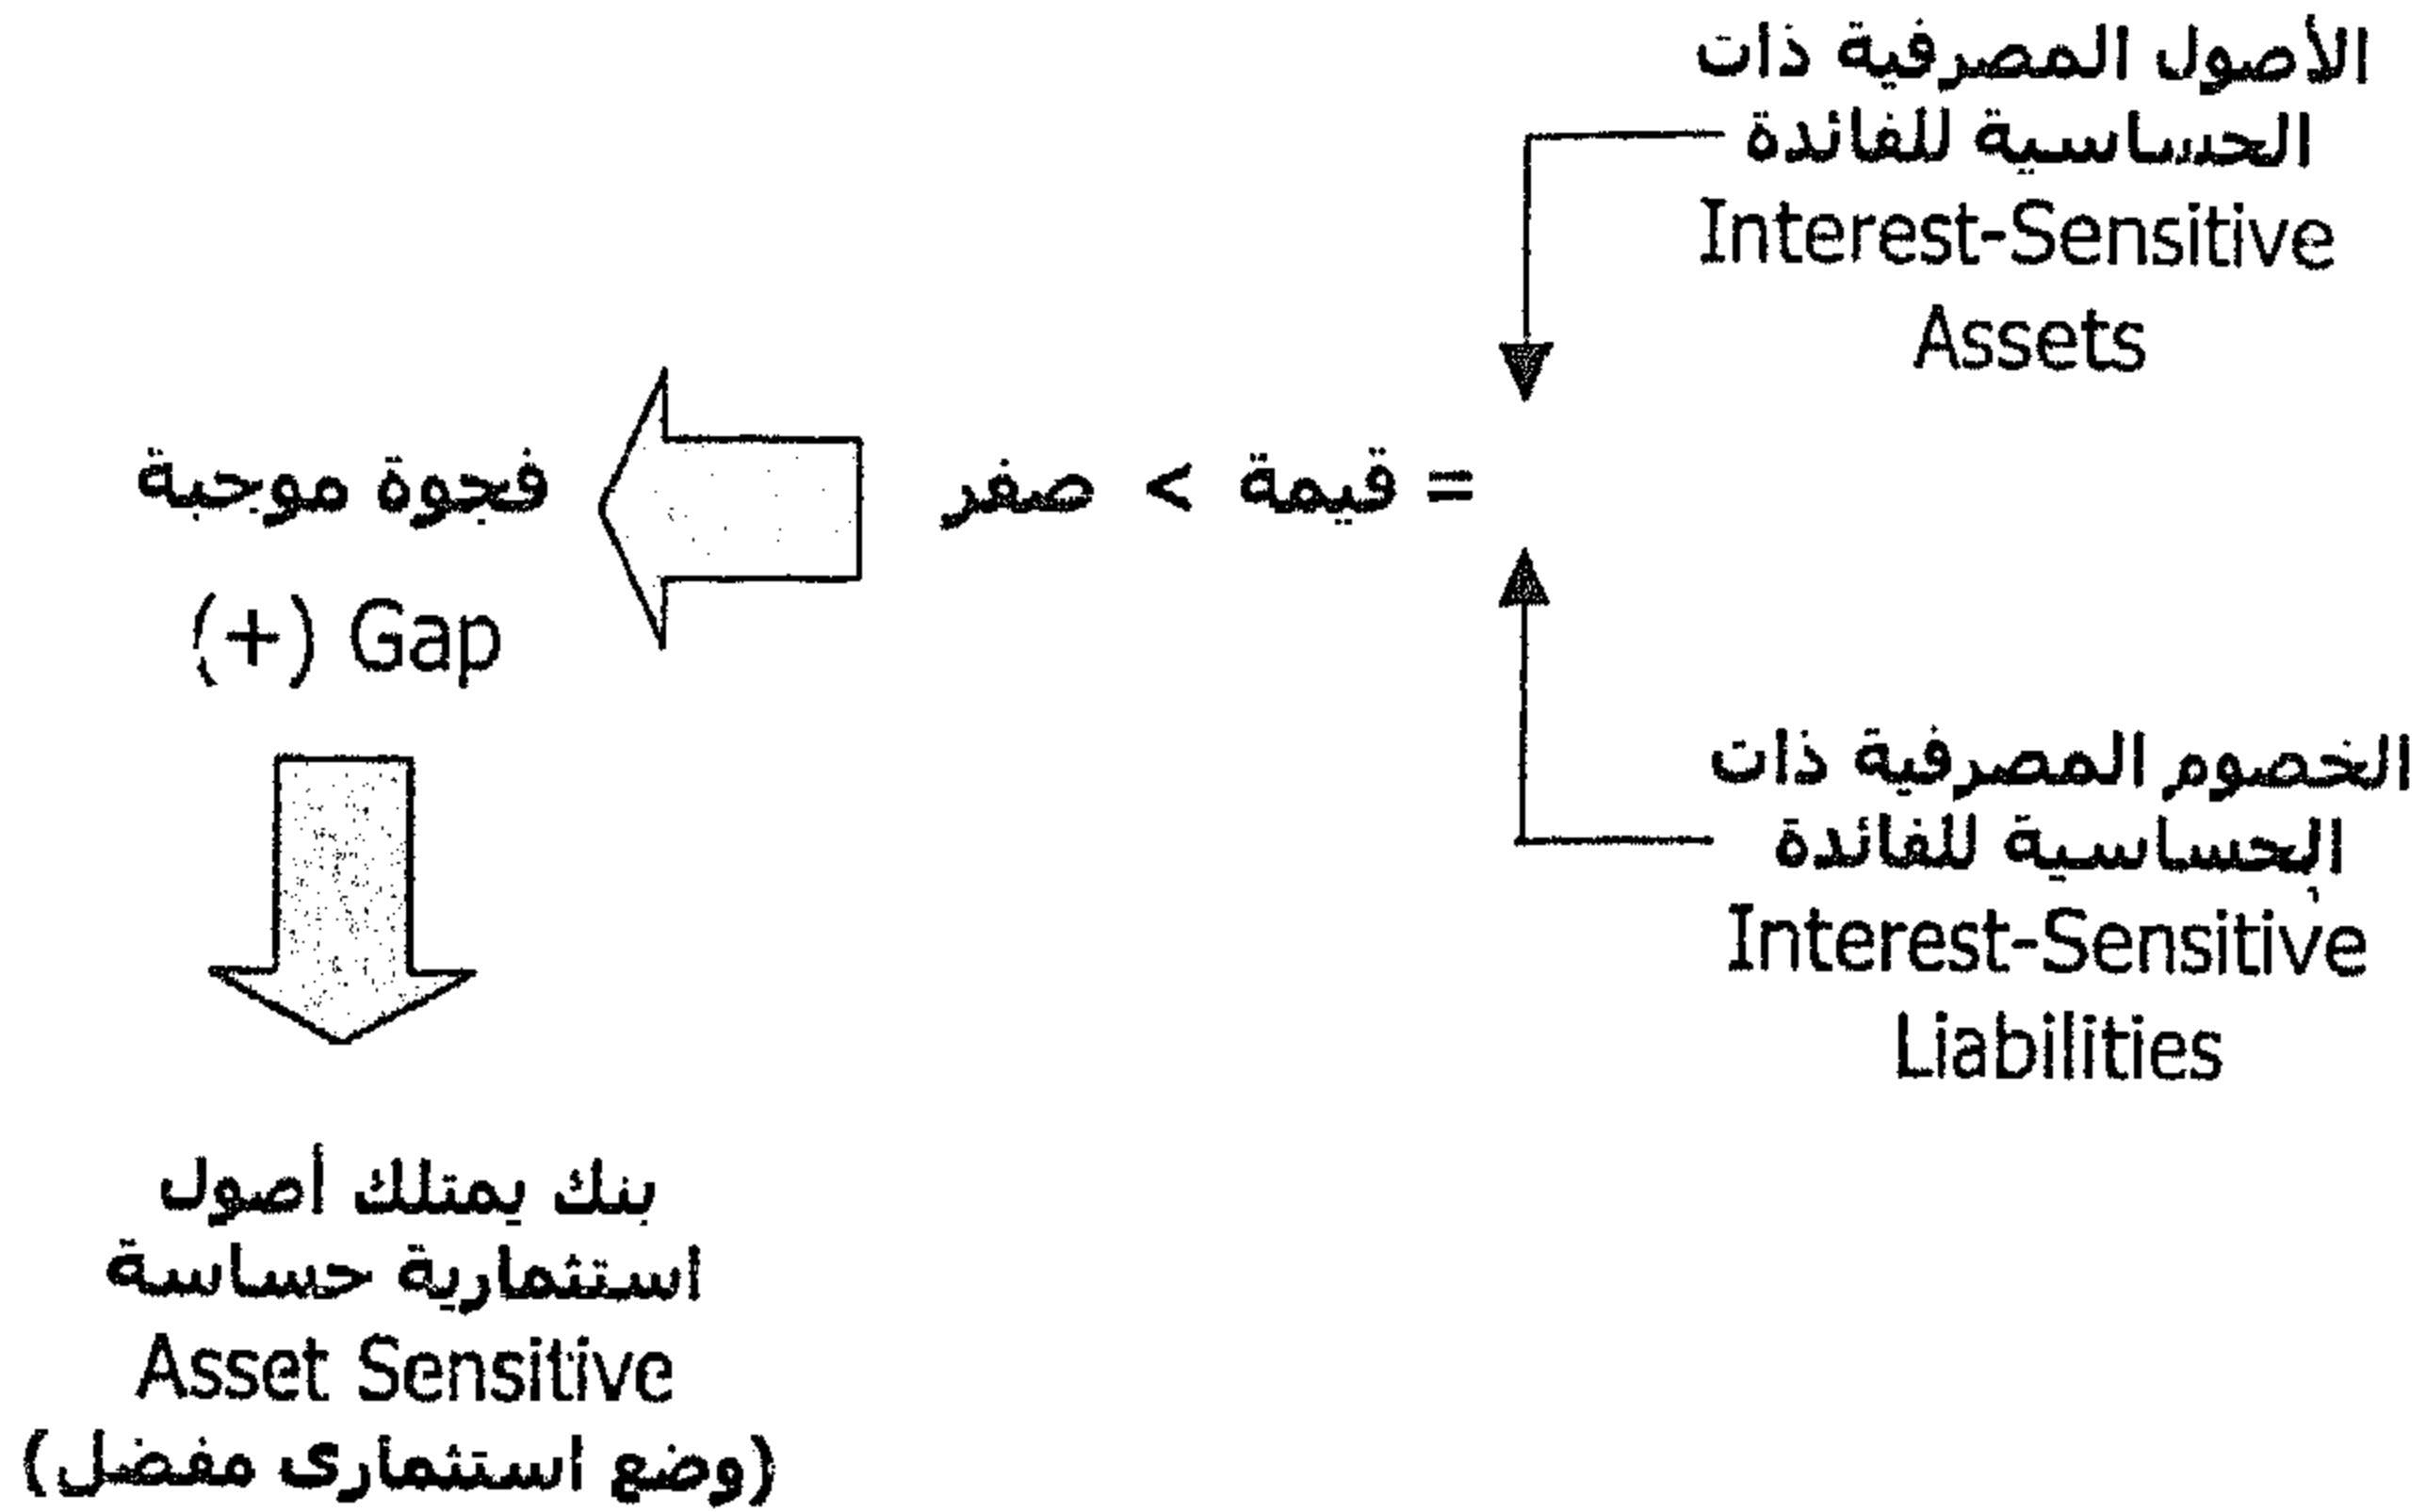 الأصول المصرفية ذات
الحساسية للفائدة
Interest-Sensitive
Assets
= قيمة < صفر
فجوة موجبة
(+) Gap
الخصوم المصرفية ذات
الحساسية للفائدة
Interest-Sensitive
Liabilities
بنك يمتلك أصول
استثمارية حساسة
Asset Sensitive
(وضع استثمارى مفضل)